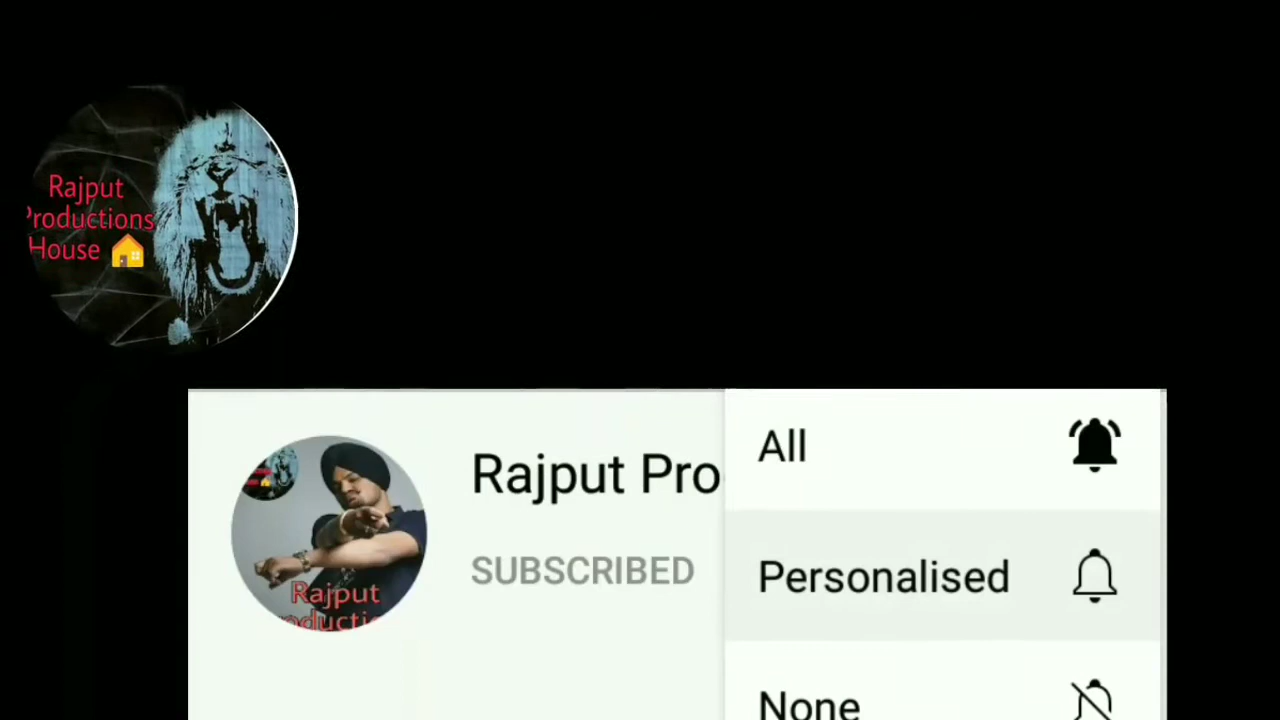 Rajput
Productions
House
Rajput Pro
SUBSCRIBED
Rajput
All
Personalised
None